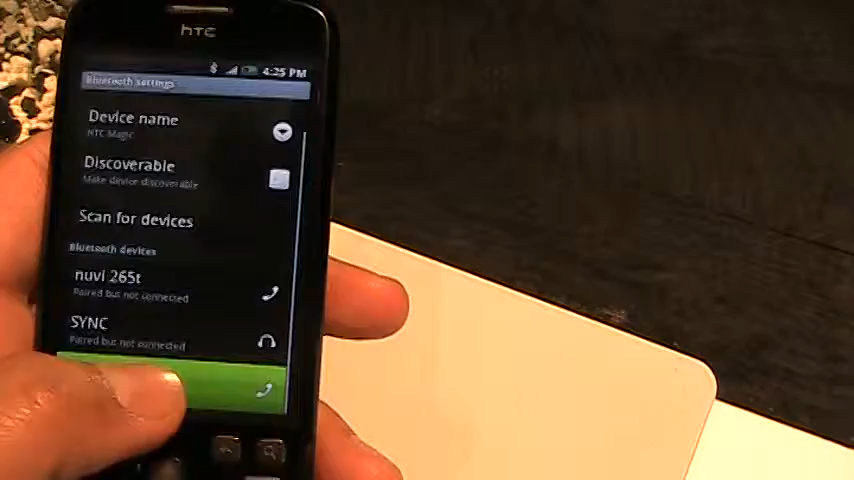 hTC
4:25 PM
Bluetooth settings
Device name
HTC Magic
Discoverable
Make device discoverable
Scan for devices
Bluetooth devices
nuvi 265t
Paired but not connected
SYNC
Paired but not connected